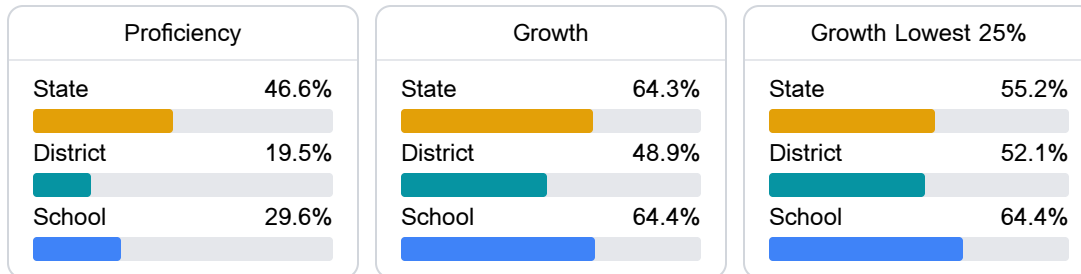 Proficiency
State 46.6%
District 19.5%
School 29.6%
Growth
State 64.3%
District 48.9%
School 64.4%
Growth Lowest 25%
State 55.2%
District 52.1%
School 64.4%